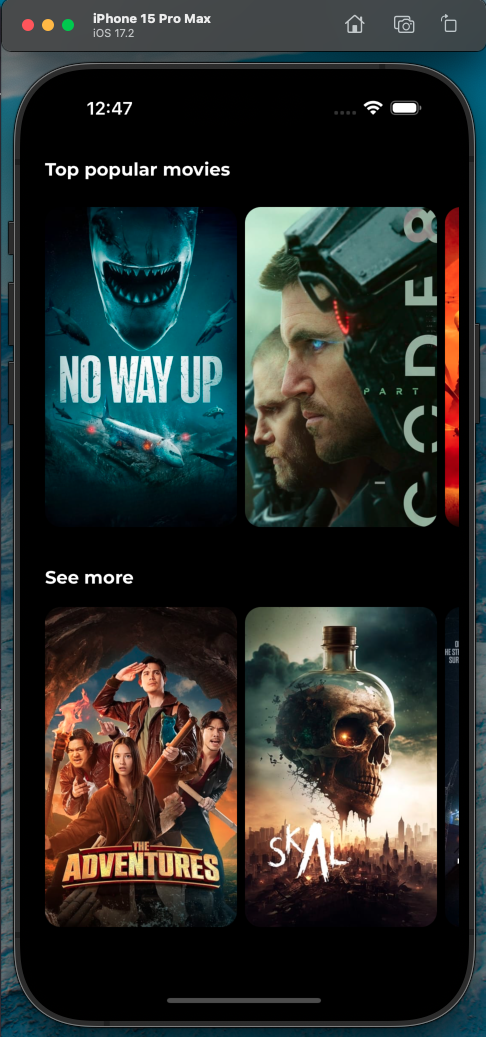 iPhone 15 Pro Max
iOS 17.2
12:47
Top popular movies
NO WAY UP
CODE 8
PART
See more
THE
ADVENTURES
SKAL